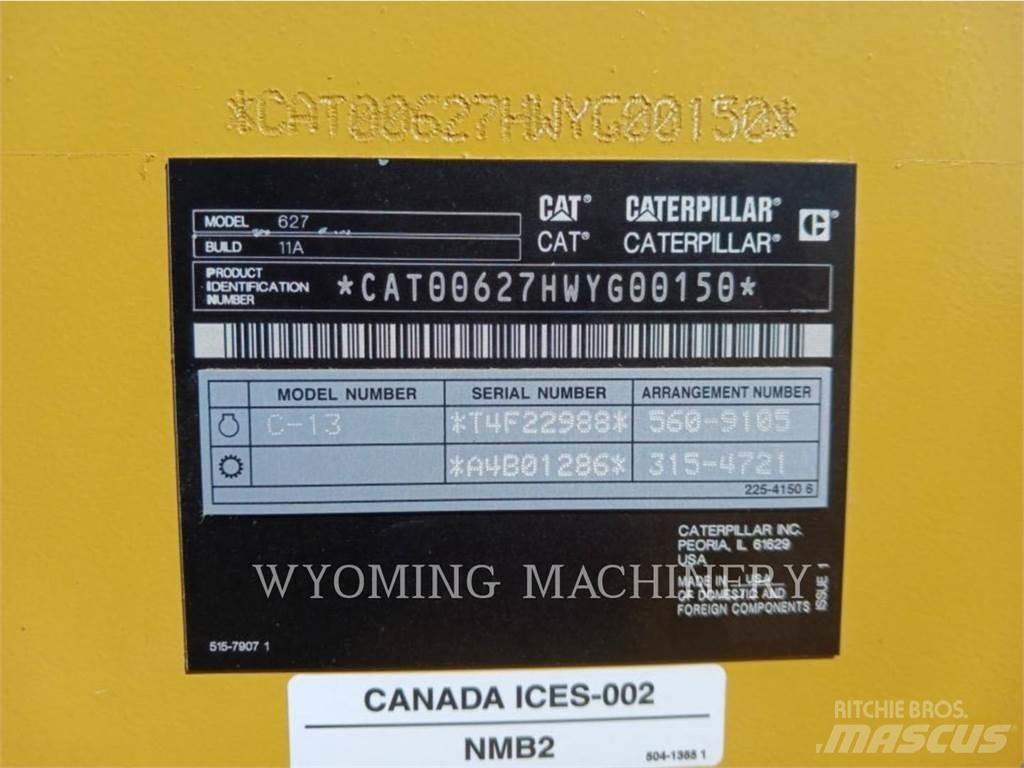 *CAT00627HWYG00150*
CAT® CATERPILLAR®
CAT® CATERPILLAR®
MODEL 627
BUILD 11A
PRODUCT IDENTIFICATION NUMBER *CAT00627HWYG00150*
MODEL NUMBER SERIAL NUMBER ARRANGEMENT NUMBER
C-13 *T4F22988* 560-9105
*A4B01286* 315-4721
225-4150 6
CATERPILLAR INC.
PEORIA, IL 61629
USA
MADE IN USA
OF DOMESTIC AND
FOREIGN COMPONENTS
ISSUE 1
WYOMING MACHINERY
515-7907 1
CANADA ICES-002
NMB2
504-1365 1
RITCHIE BROS.
MASCUS